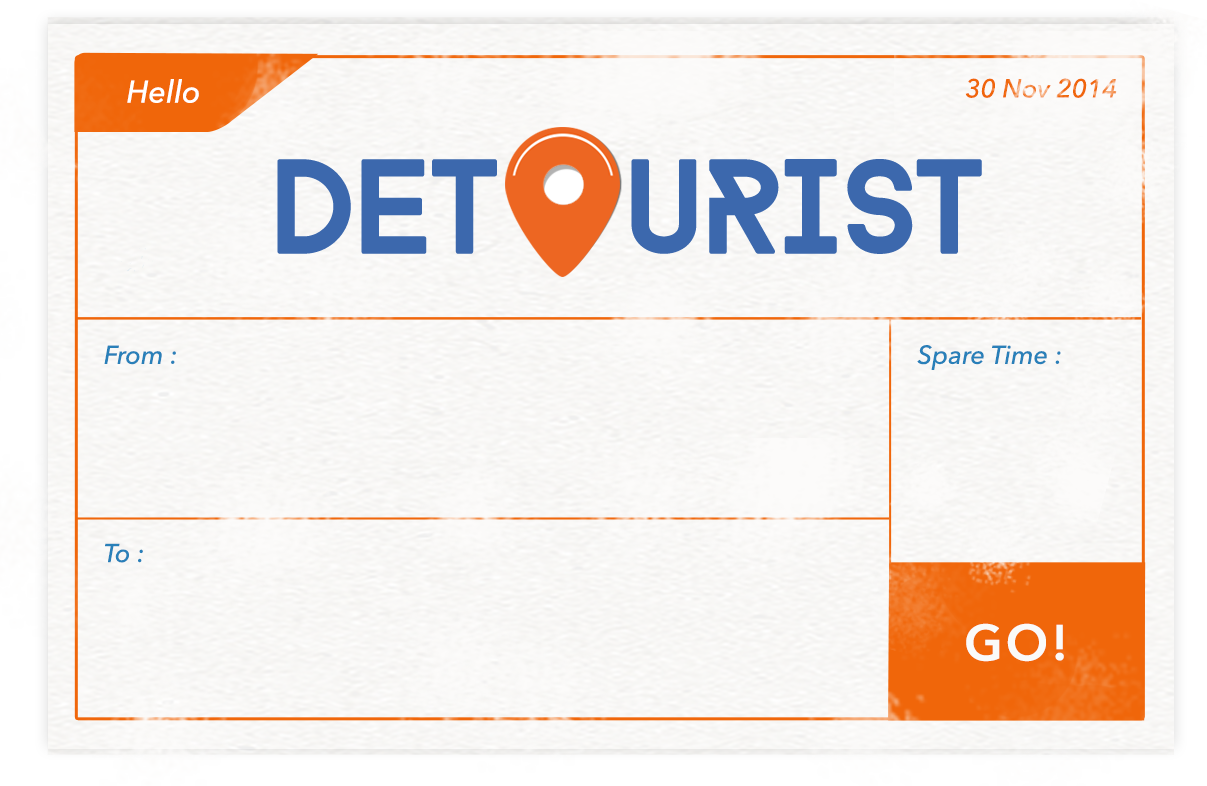 Hello
30 Nov 2014
DETOURIST
From :
Spare Time :
To :
GO!